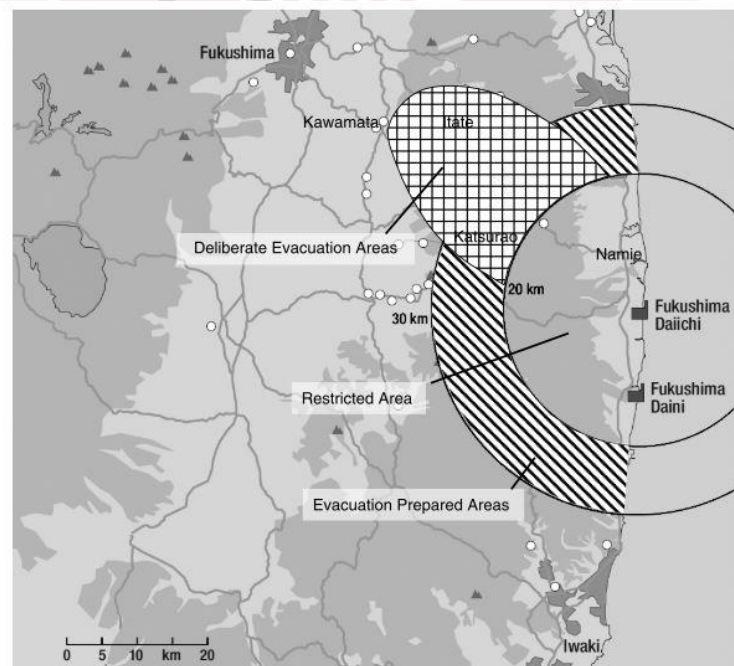 Fukushima
Kawamata
Itate
Deliberate Evacuation Areas
Katsurao
Namie
20 km
30 km
Fukushima
Daiichi
Restricted Area
Fukushima
Daini
Evacuation Prepared Areas
Iwaki
0 5 km 10 20